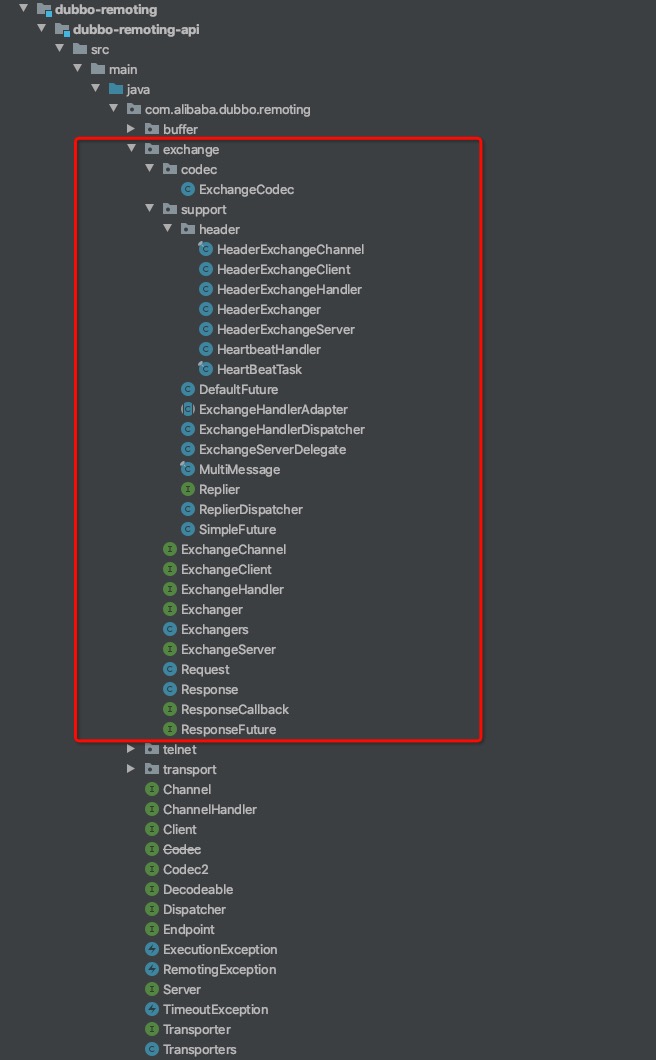 dubbo-remoting
dubbo-remoting-api
src
main
java
com.alibaba.dubbo.remoting
buffer
exchange
codec
ExchangeCodec
support
header
HeaderExchangeChannel
HeaderExchangeClient
HeaderExchangeHandler
HeaderExchanger
HeaderExchangeServer
HeartbeatHandler
HeartBeatTask
DefaultFuture
ExchangeHandlerAdapter
ExchangeHandlerDispatcher
ExchangeServerDelegate
MultiMessage
Replier
ReplierDispatcher
SimpleFuture
ExchangeChannel
ExchangeClient
ExchangeHandler
Exchanger
Exchangers
ExchangeServer
Request
Response
ResponseCallback
ResponseFuture
telnet
transport
Channel
ChannelHandler
Client
Codec
Codec2
Decodeable
Dispatcher
Endpoint
ExecutionException
RemotingException
Server
TimeoutException
Transporter
Transporters